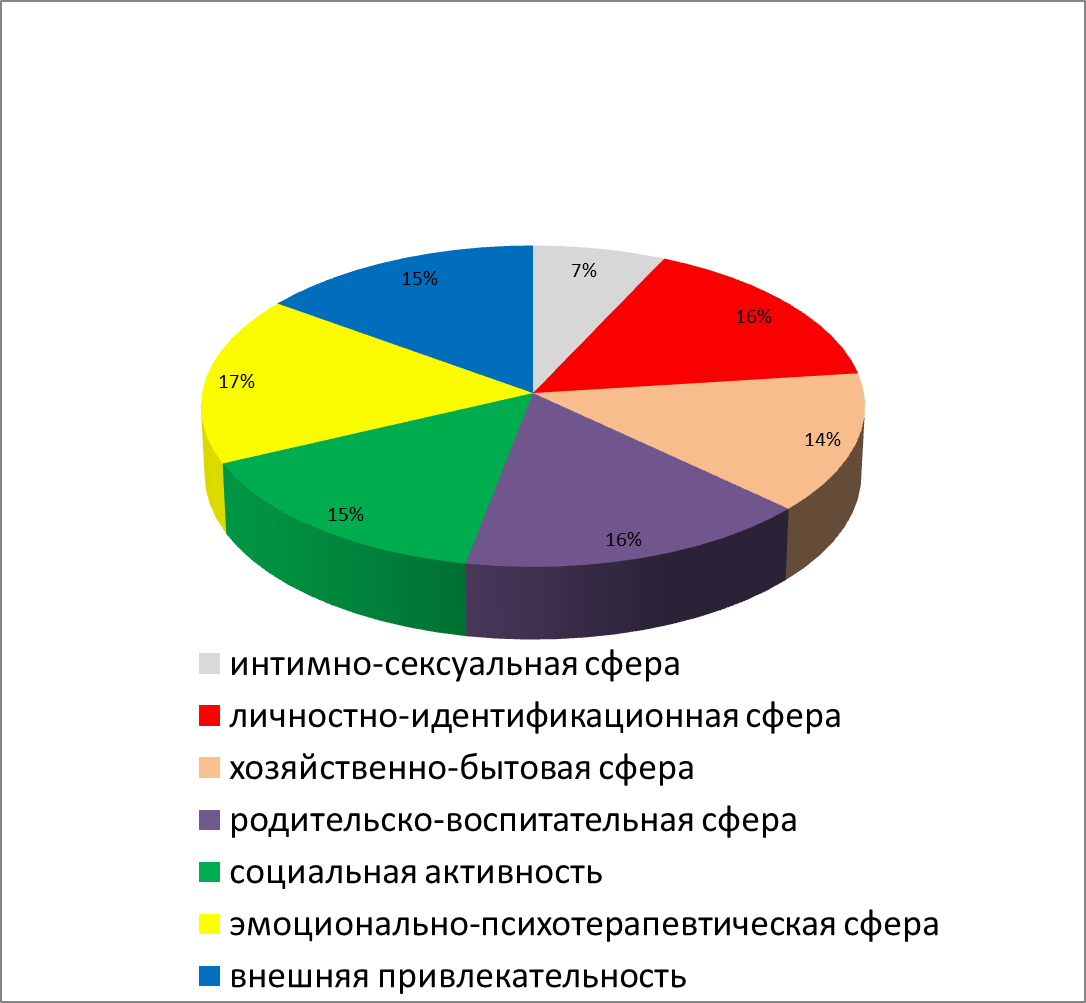 7%
15%
16%
17%
14%
15%
16%
интимно-сексуальная сфера
личностно-идентификационная сфера
хозяйственно-бытовая сфера
родительско-воспитательная сфера
социальная активность
эмоционально-психотерапевтическая сфера
внешняя привлекательность